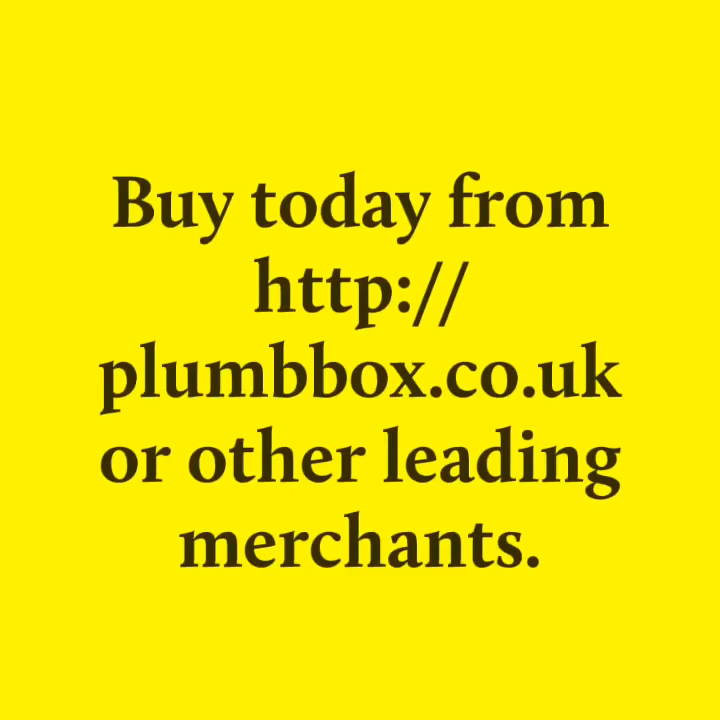 Buy today from
http://
plumbbox.co.uk
or other leading
merchants.